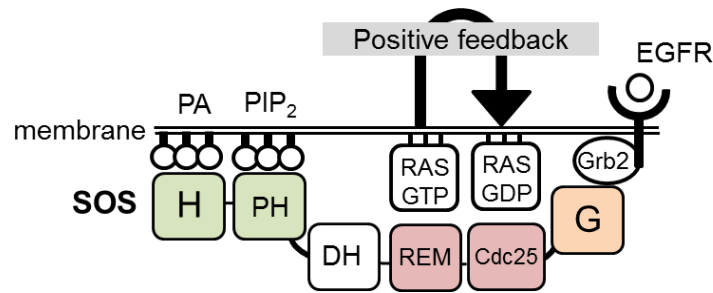 Positive feedback
EGFR
PA
PIP2
membrane
RAS
GTP
RAS
GDP
Grb2
SOS
H
PH
G
DH
REM
Cdc25